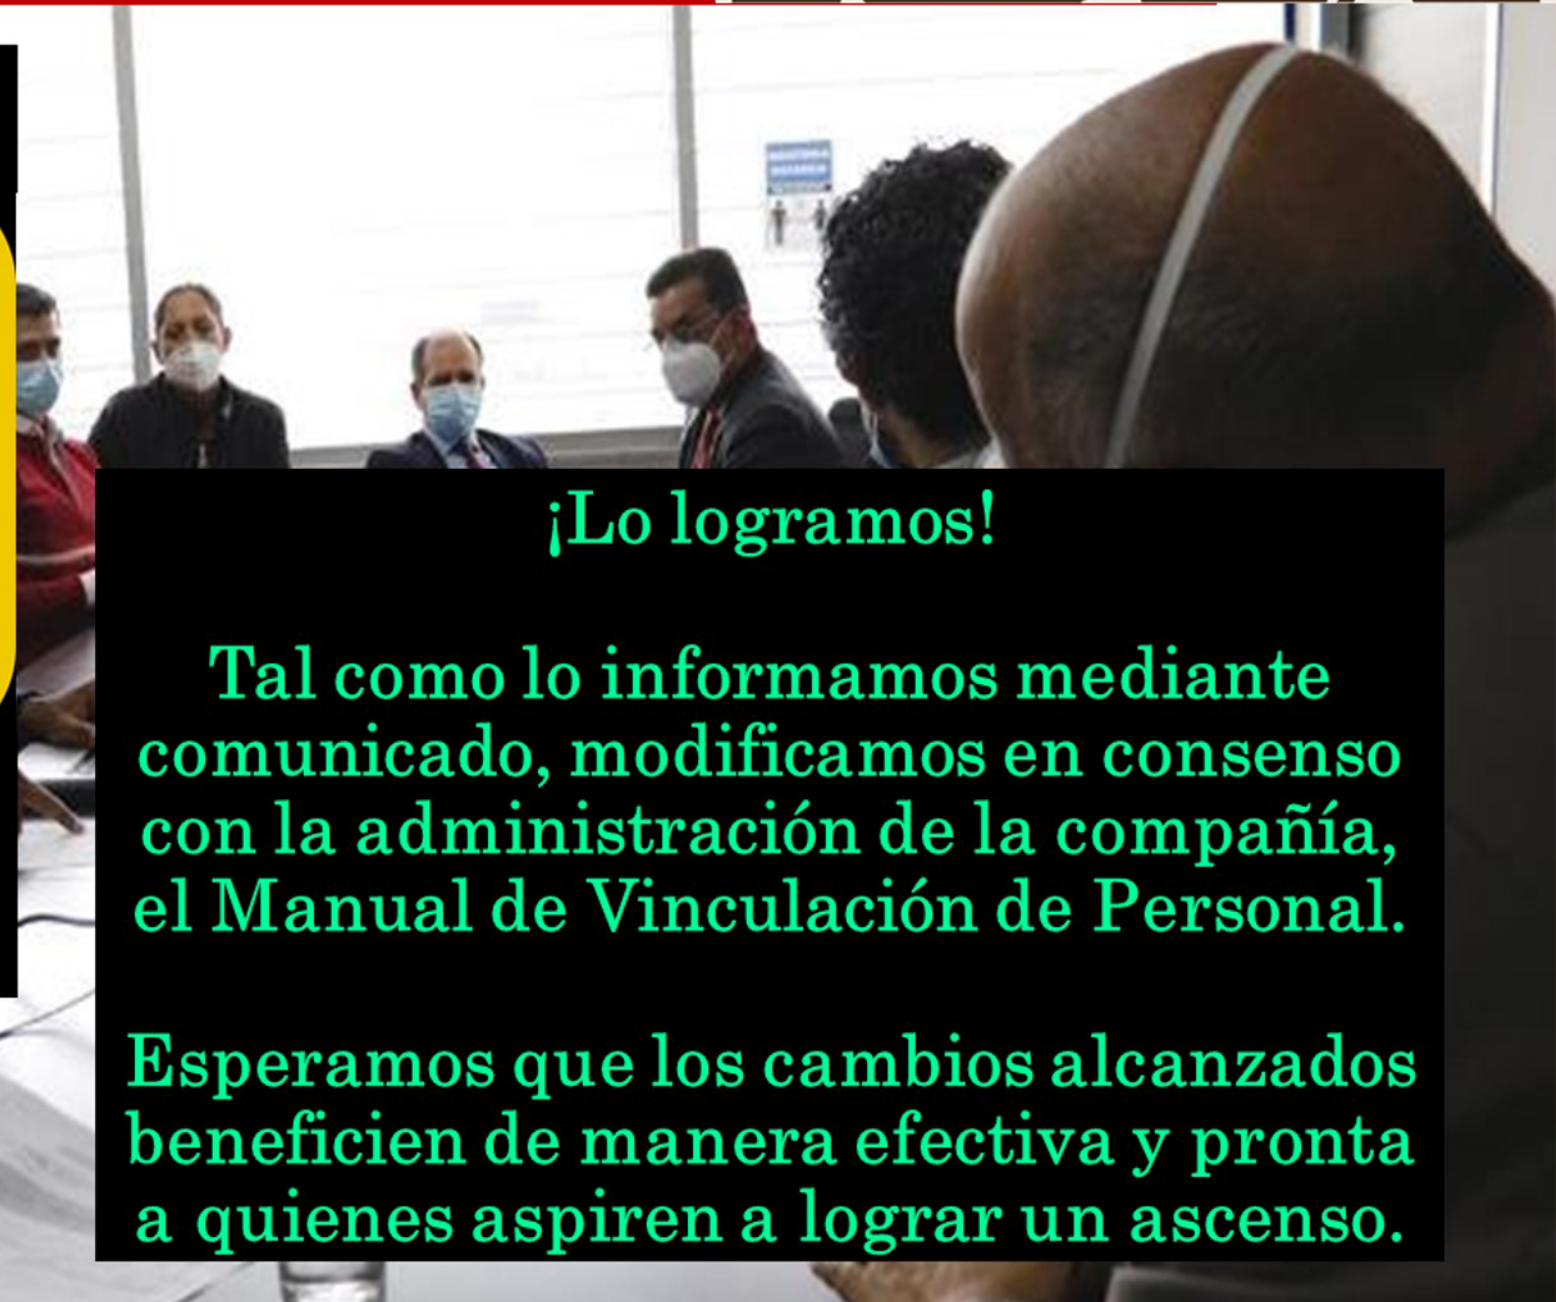 ¡Lo logramos!
Tal como lo informamos mediante
comunicado, modificamos en consenso
con la administración de la compañía,
el Manual de Vinculación de Personal.
Esperamos que los cambios alcanzados
beneficien de manera efectiva y pronta
a quienes aspiren a lograr un ascenso.